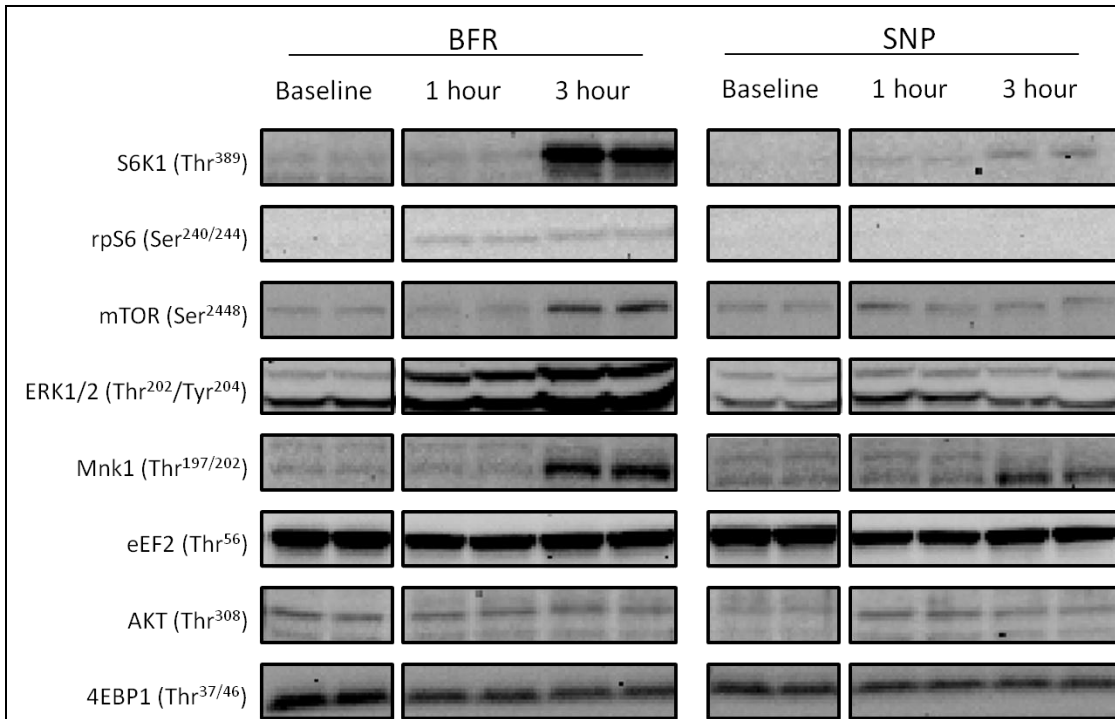 BFR SNP
Baseline 1 hour 3 hour Baseline 1 hour 3 hour
S6K1 (Thr³⁸⁹)
rpS6 (Ser²⁴⁰/²⁴⁴)
mTOR (Ser²⁴⁴⁸)
ERK1/2 (Thr²⁰²/Tyr²⁰⁴)
Mnk1 (Thr¹⁹⁷/²⁰²)
eEF2 (Thr⁵⁶)
AKT (Thr³⁰⁸)
4EBP1 (Thr³⁷/⁴⁶)